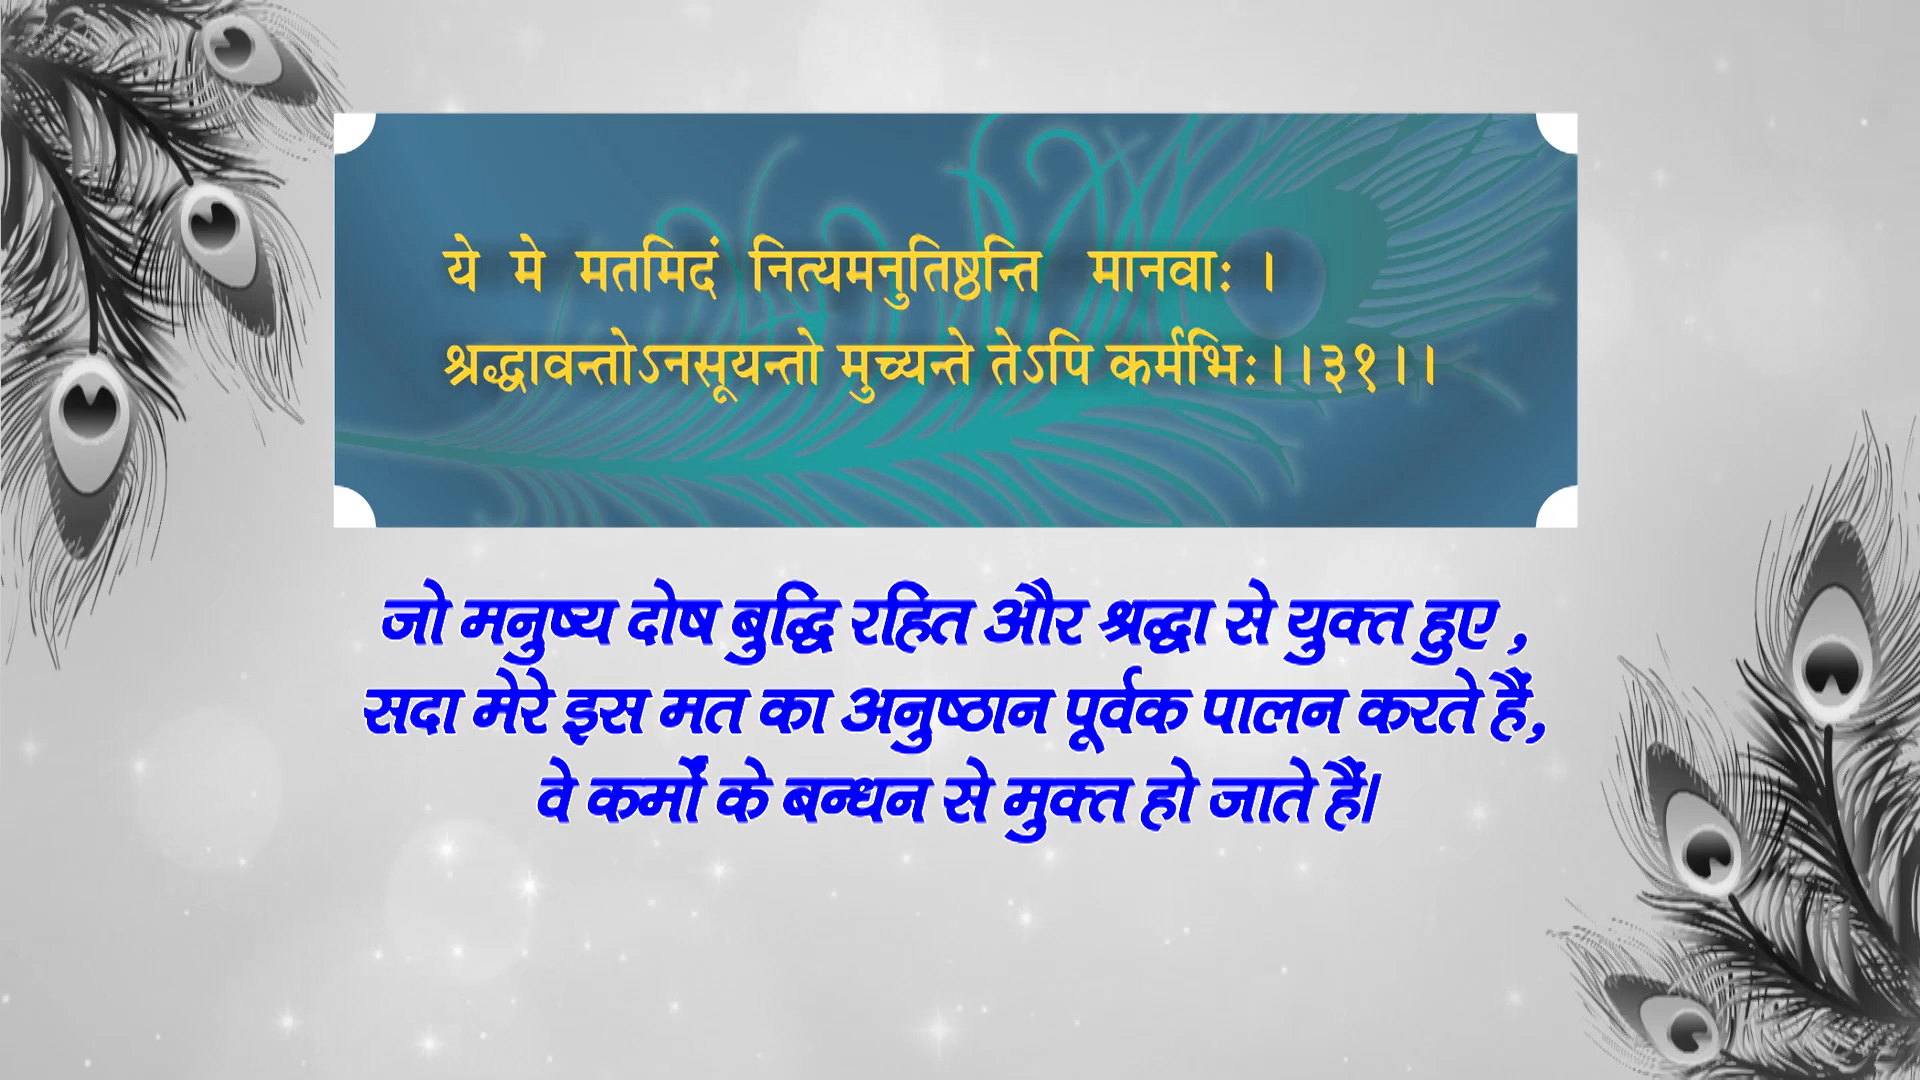 ये मे मतमिदं नित्यमनुतिष्ठन्ति मानवाः ।
श्रद्धावन्तोऽनसूयन्तो मुच्यन्ते तेऽपि कर्मभिः।।३१।।
जो मनुष्य दोष बुद्धि रहित और श्रद्धा से युक्त हुए ,
सदा मेरे इस मत का अनुष्ठान पूर्वक पालन करते हैं,
वे कर्मों के बन्धन से मुक्त हो जाते हैं।